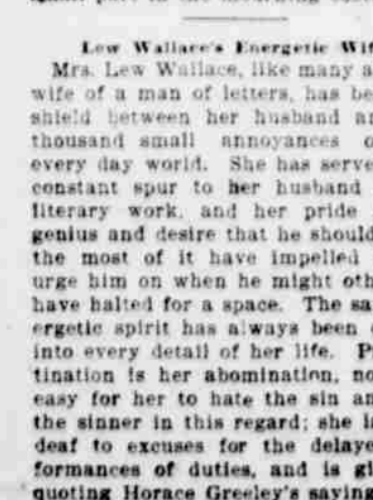 Lew Wallace's Energetic Wif
Mrs. Lew Wallace, like many a
wife of a man of letters, has be
shield between her husband an
thousand small annoyances o
every day world. She has serve
constant spur to her husband
literary work, and her pride
genius and desire that he should
the most of it have impelled
urge him on when he might oth
have halted for a space. The sa
ergetic spirit has always been
into every detail of her life. Pr
tination is her abomination, no
easy for her to hate the sin an
the sinner in this regard; she is
deaf to excuses for the delaye
formances of duties, and is gi
quoting Horace Greeley's saying